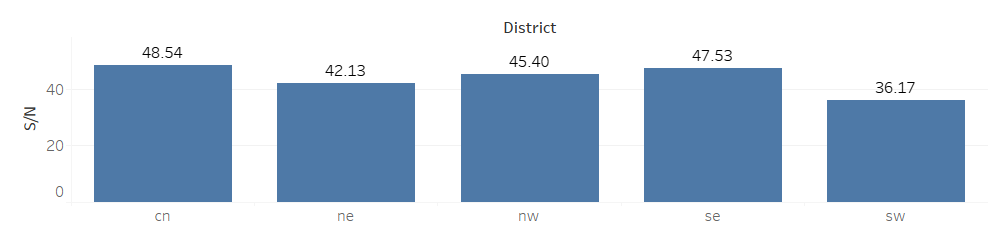 District
48.54
42.13
45.40
47.53
36.17
S/N
40
20
0
cn
ne
nw
se
sw